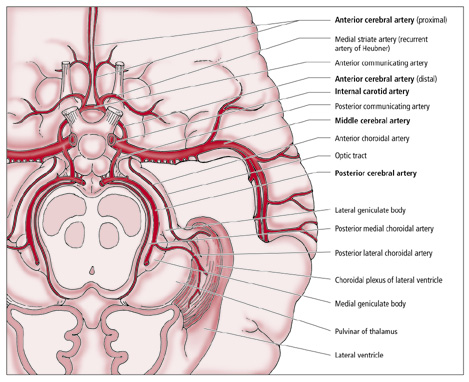 Anterior cerebral artery (proximal)
Medial striate artery (recurrent
artery of Heubner)
Anterior communicating artery
Anterior cerebral artery (distal)
Internal carotid artery
Posterior communicating artery
Middle cerebral artery
Anterior choroidal artery
Optic tract
Posterior cerebral artery
Lateral geniculate body
Posterior medial choroidal artery
Posterior lateral choroidal artery
Choroidal plexus of lateral ventricle
Medial geniculate body
Pulvinar of thalamus
Lateral ventricle